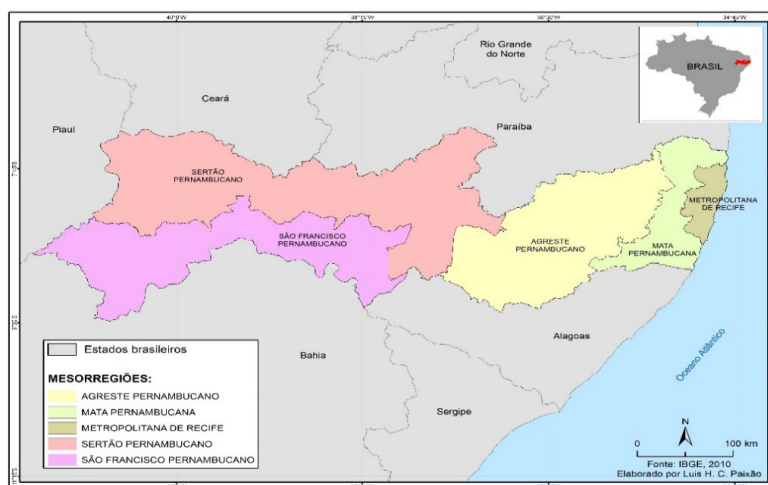 Rio Grande
do Norte
BRASIL
Ceará
Piauí
Paraíba
SERTÃO
PERNAMBUCANO
METROPOLITANA
DE RECIFE
SÃO FRANCISCO
PERNAMBUCANO
AGRESTE
PERNAMBUCANO
MATA
PERNAMBUCANA
Alagoas
Bahia
Sergipe
Oceano Atlântico
Estados brasileiros
MESORREGIÕES:
AGRESTE PERNAMBUCANO
MATA PERNAMBUCANA
METROPOLITANA DE RECIFE
SERTÃO PERNAMBUCANO
SÃO FRANCISCO PERNAMBUCANO
N
0 100 km
Fonte: IBGE, 2010
Elaborado por Luis H. C. Paixão